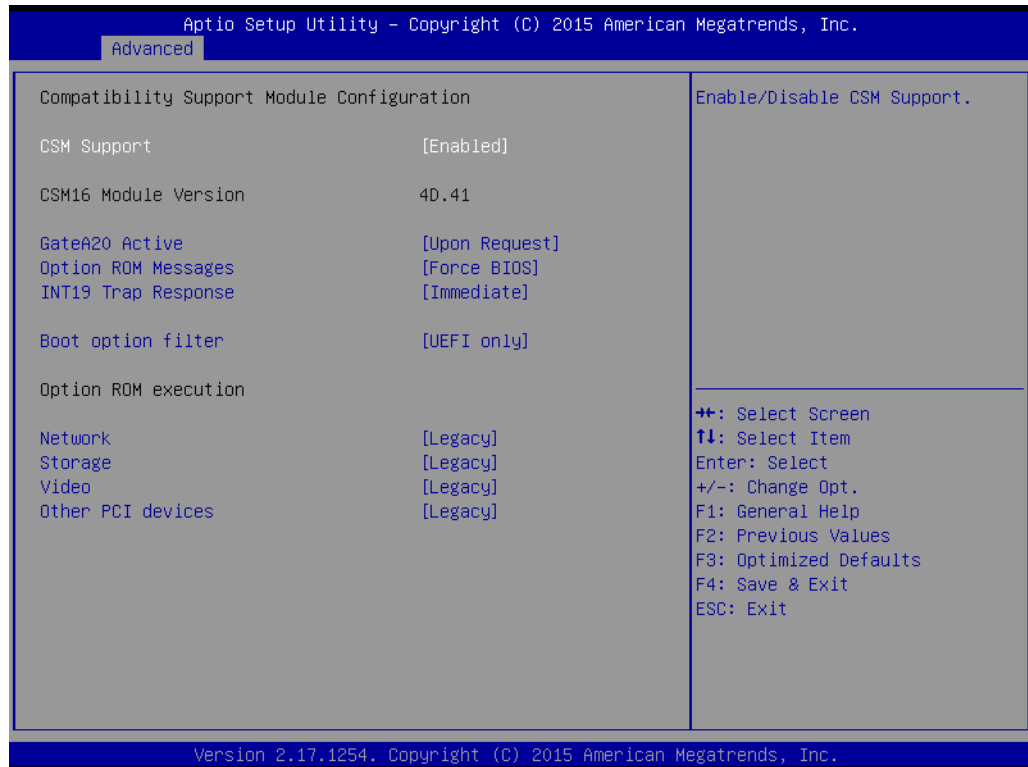 Aptio Setup Utility – Copyright (C) 2015 American Megatrends, Inc.
Advanced
Compatibility Support Module Configuration
CSM Support [Enabled]
CSM16 Module Version 4D.41
GateA20 Active [Upon Request]
Option ROM Messages [Force BIOS]
INT19 Trap Response [Immediate]
Boot option filter [UEFI only]
Option ROM execution
Network [Legacy]
Storage [Legacy]
Video [Legacy]
Other PCI devices [Legacy]
Enable/Disable CSM Support.
→←: Select Screen
↑↓: Select Item
Enter: Select
+/-: Change Opt.
F1: General Help
F2: Previous Values
F3: Optimized Defaults
F4: Save & Exit
ESC: Exit
Version 2.17.1254. Copyright (C) 2015 American Megatrends, Inc.